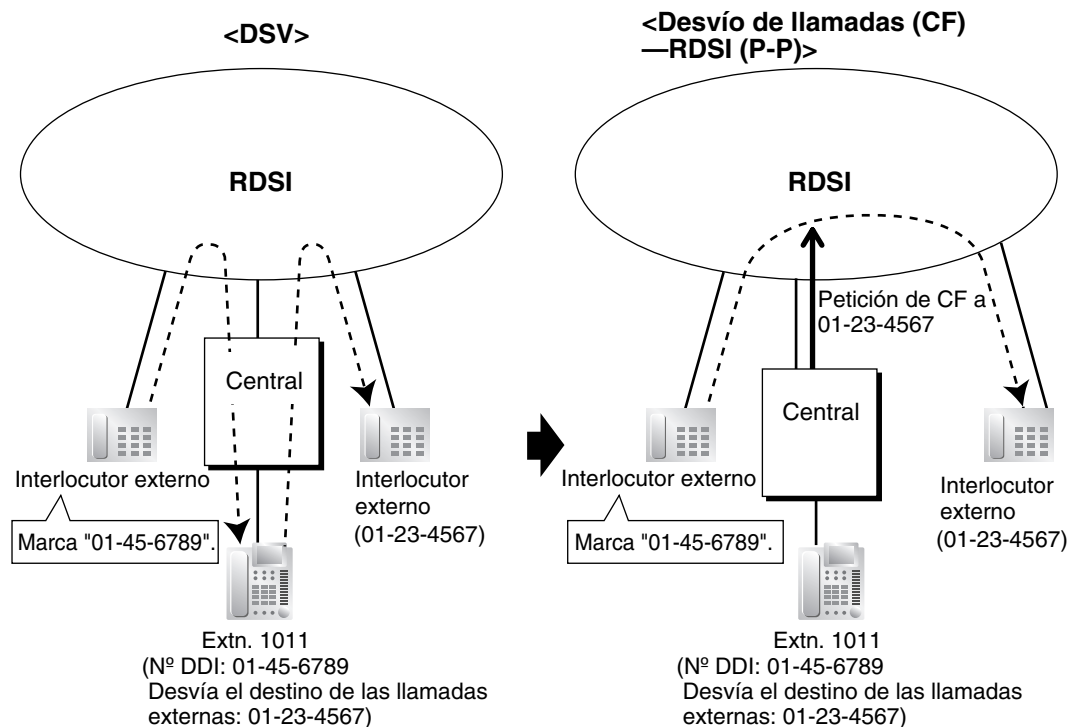 <DSV>
RDSI
Central
Interlocutor externo
Marca "01-45-6789".
Interlocutor
externo
(01-23-4567)
Extn. 1011
(Nº DDI: 01-45-6789
Desvía el destino de las llamadas
externas: 01-23-4567)
<Desvío de llamadas (CF)
—RDSI (P-P)>
RDSI
Petición de CF a
01-23-4567
Central
Interlocutor externo
Marca "01-45-6789".
Interlocutor
externo
(01-23-4567)
Extn. 1011
(Nº DDI: 01-45-6789
Desvía el destino de las llamadas
externas: 01-23-4567)